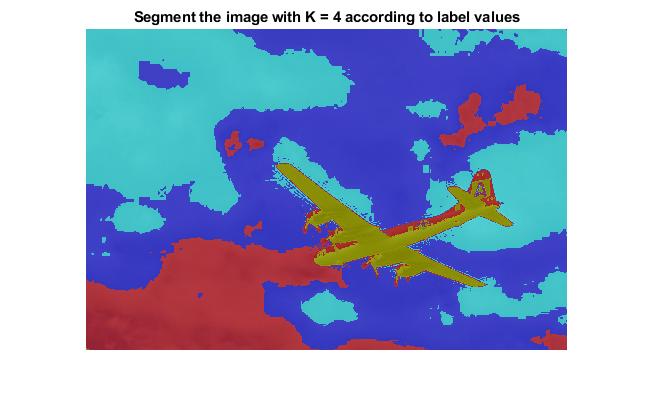 Segment the image with K = 4 according to label values
A